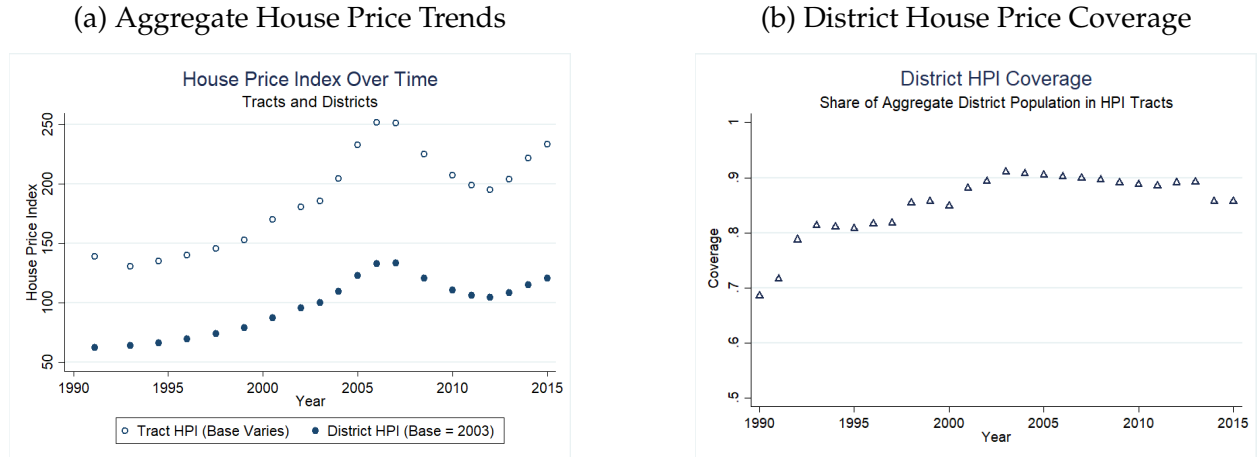 (a) Aggregate House Price Trends
House Price Index Over Time
Tracts and Districts
House Price Index
250
200
150
100
50
1990 1995 2000 2005 2010 2015
Year
Tract HPI (Base Varies) District HPI (Base = 2003)
(b) District House Price Coverage
District HPI Coverage
Share of Aggregate District Population in HPI Tracts
Coverage
1
.9
.8
.7
.6
.5
1990 1995 2000 2005 2010 2015
Year